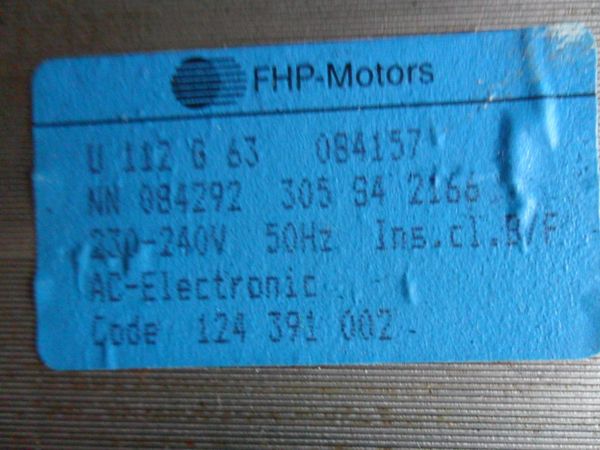 FHP-Motors
U 112 G 63 084157
NN 084292 305 S4 2166
230-240V 50Hz Ins.cl.B/F
AC-Electronic
Code 124 391 002